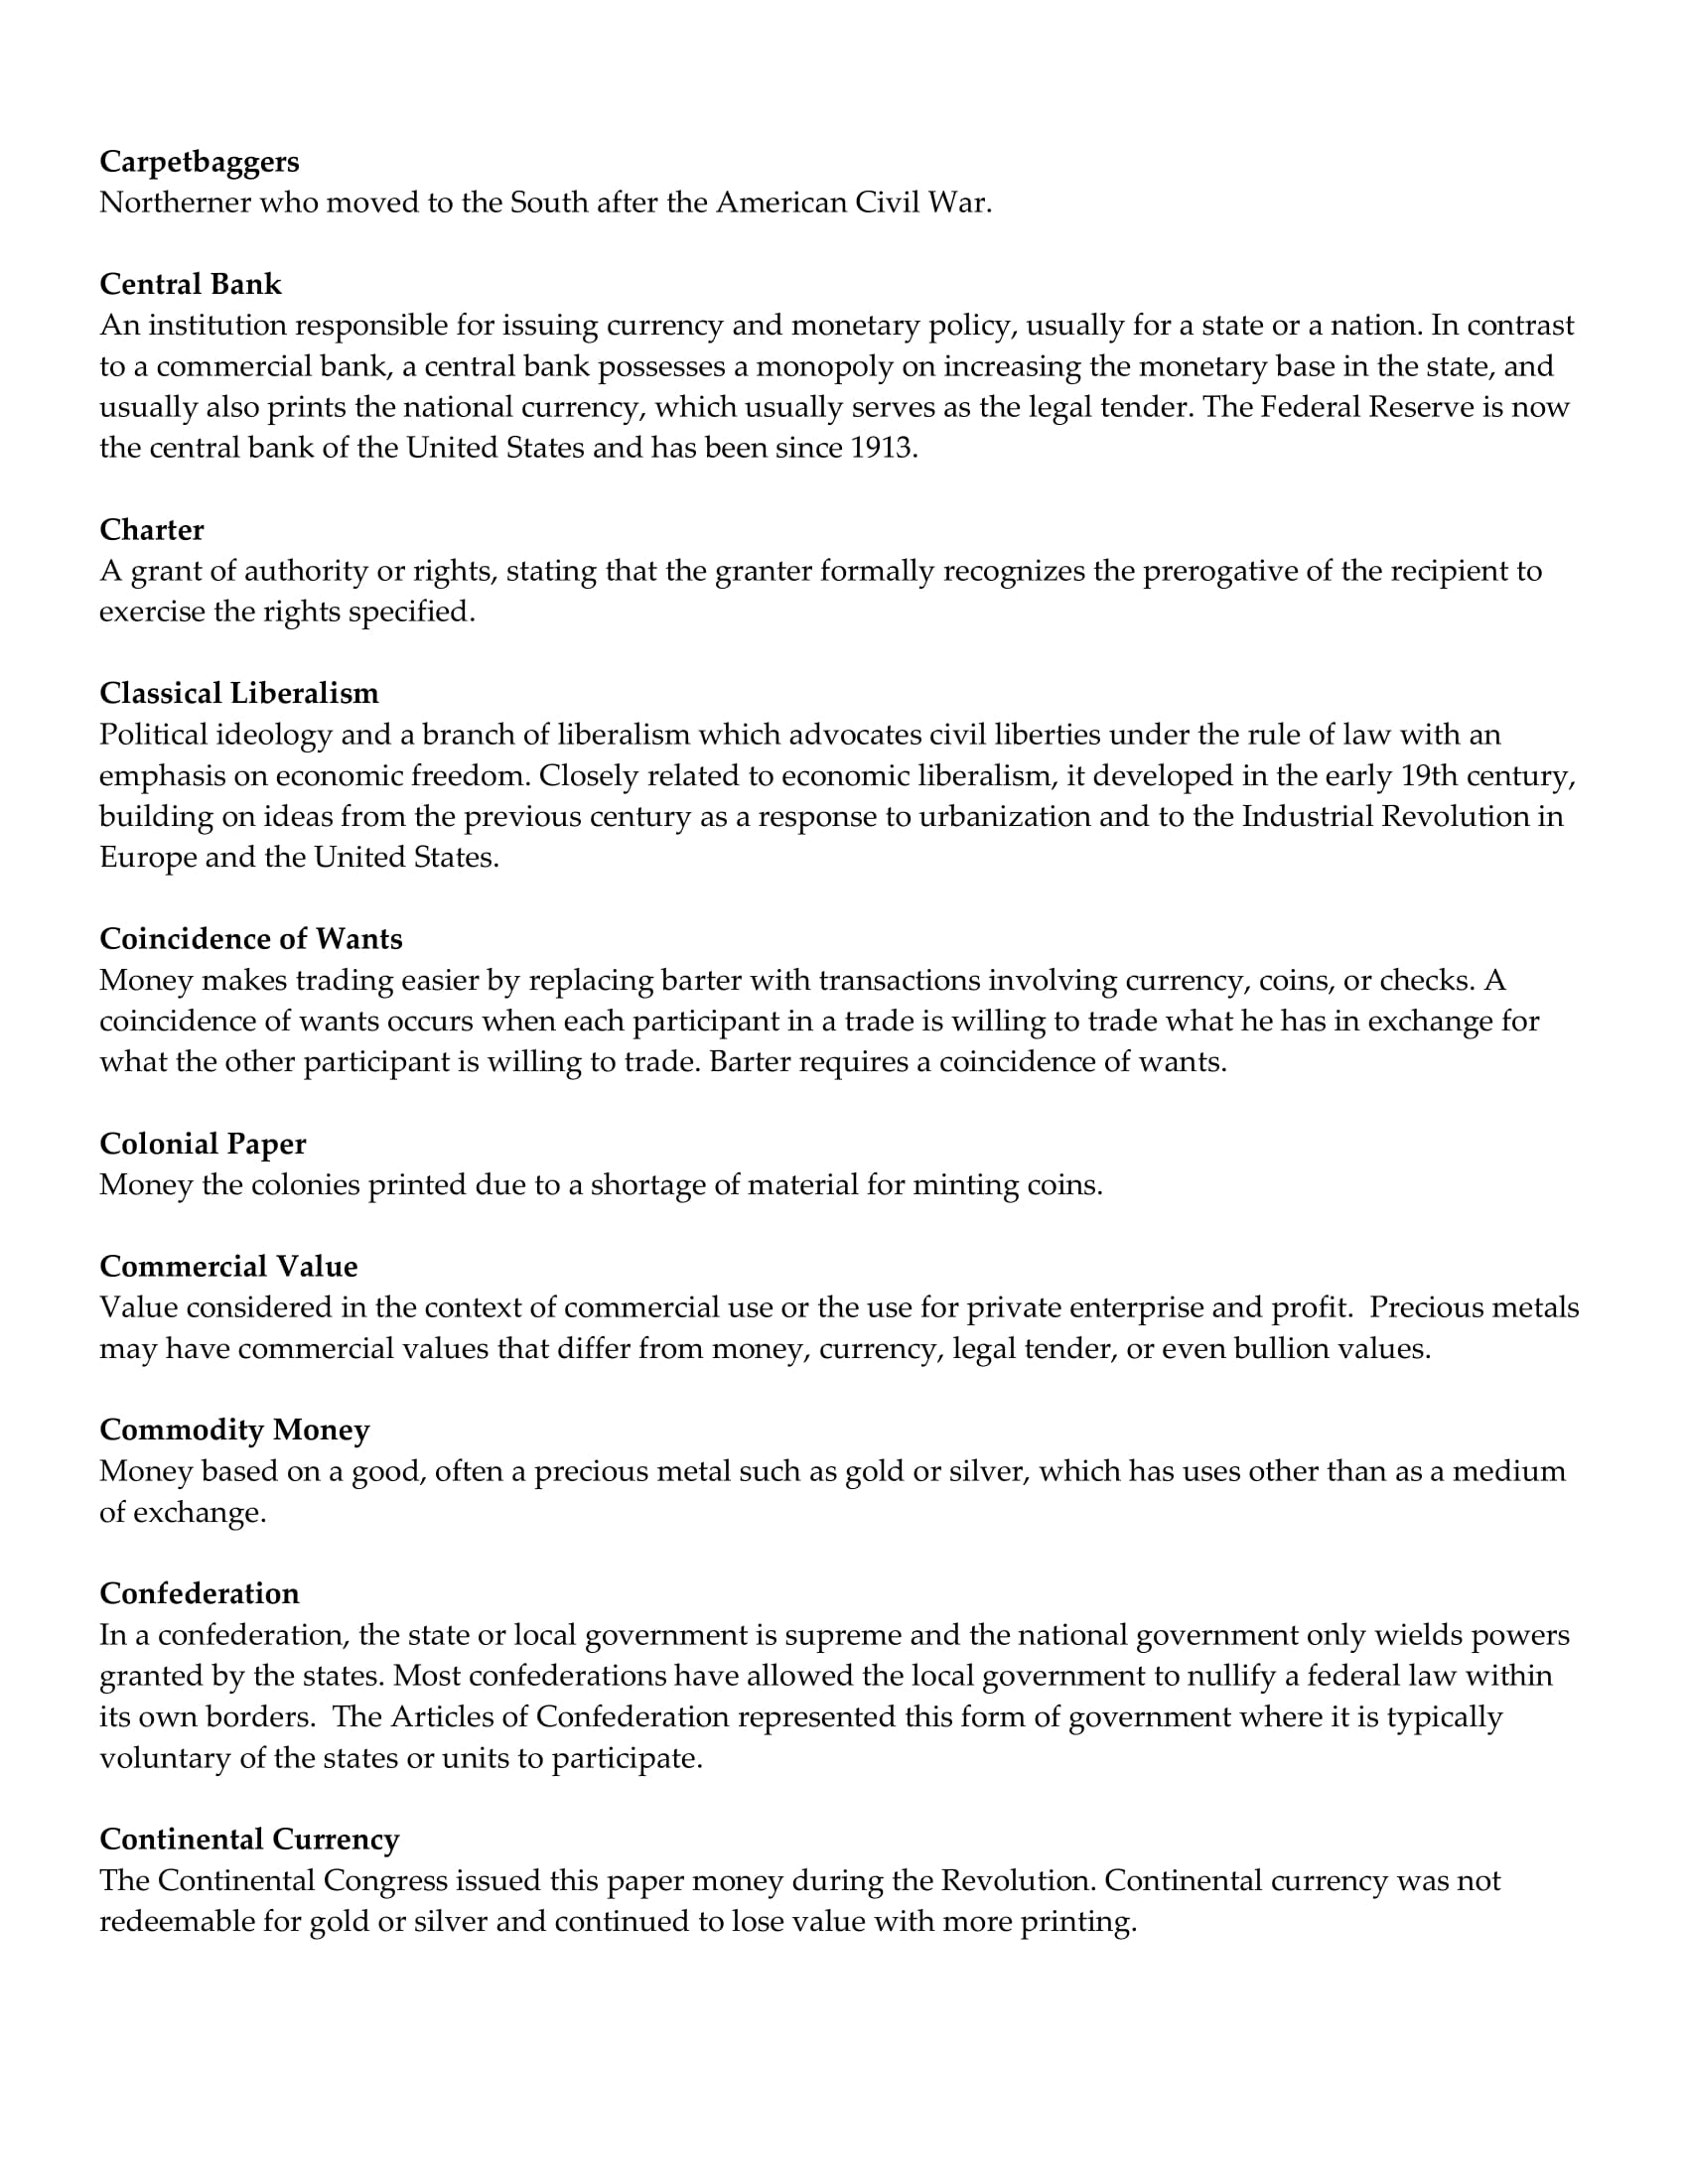 Carpetbaggers
Northerner who moved to the South after the American Civil War.
Central Bank
An institution responsible for issuing currency and monetary policy, usually for a state or a nation. In contrast
to a commercial bank, a central bank possesses a monopoly on increasing the monetary base in the state, and
usually also prints the national currency, which usually serves as the legal tender. The Federal Reserve is now
the central bank of the United States and has been since 1913.
Charter
A grant of authority or rights, stating that the granter formally recognizes the prerogative of the recipient to
exercise the rights specified.
Classical Liberalism
Political ideology and a branch of liberalism which advocates civil liberties under the rule of law with an
emphasis on economic freedom. Closely related to economic liberalism, it developed in the early 19th century,
building on ideas from the previous century as a response to urbanization and to the Industrial Revolution in
Europe and the United States.
Coincidence of Wants
Money makes trading easier by replacing barter with transactions involving currency, coins, or checks. A
coincidence of wants occurs when each participant in a trade is willing to trade what he has in exchange for
what the other participant is willing to trade. Barter requires a coincidence of wants.
Colonial Paper
Money the colonies printed due to a shortage of material for minting coins.
Commercial Value
Value considered in the context of commercial use or the use for private enterprise and profit.  Precious metals
may have commercial values that differ from money, currency, legal tender, or even bullion values.
Commodity Money
Money based on a good, often a precious metal such as gold or silver, which has uses other than as a medium
of exchange.
Confederation
In a confederation, the state or local government is supreme and the national government only wields powers
granted by the states. Most confederations have allowed the local government to nullify a federal law within
its own borders.  The Articles of Confederation represented this form of government where it is typically
voluntary of the states or units to participate.
Continental Currency
The Continental Congress issued this paper money during the Revolution. Continental currency was not
redeemable for gold or silver and continued to lose value with more printing.